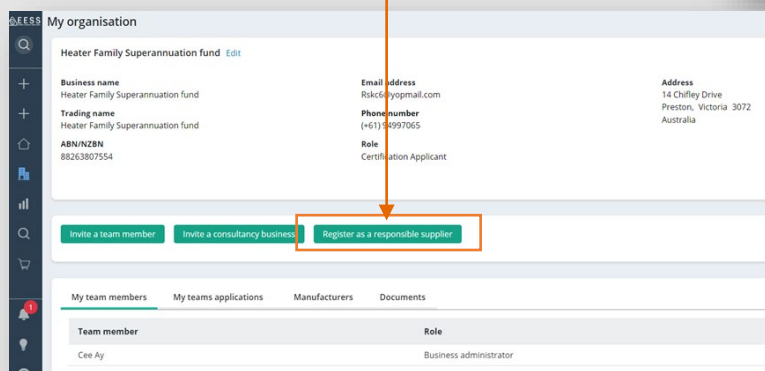 EESS My organisation
Heater Family Superannuation fund Edit
Business name
Heater Family Superannuation fund
Trading name
Heater Family Superannuation fund
ABN/NZBN
88263807554
Email address
Rskc6@yopmail.com
Phone number
(+61) 94997065
Role
Certification Applicant
Address
14 Chifley Drive
Preston, Victoria 3072
Australia
Invite a team member Invite a consultancy business Register as a responsible supplier
My team members My teams applications Manufacturers Documents
1
Team member Role
Cee Ay Business administrator